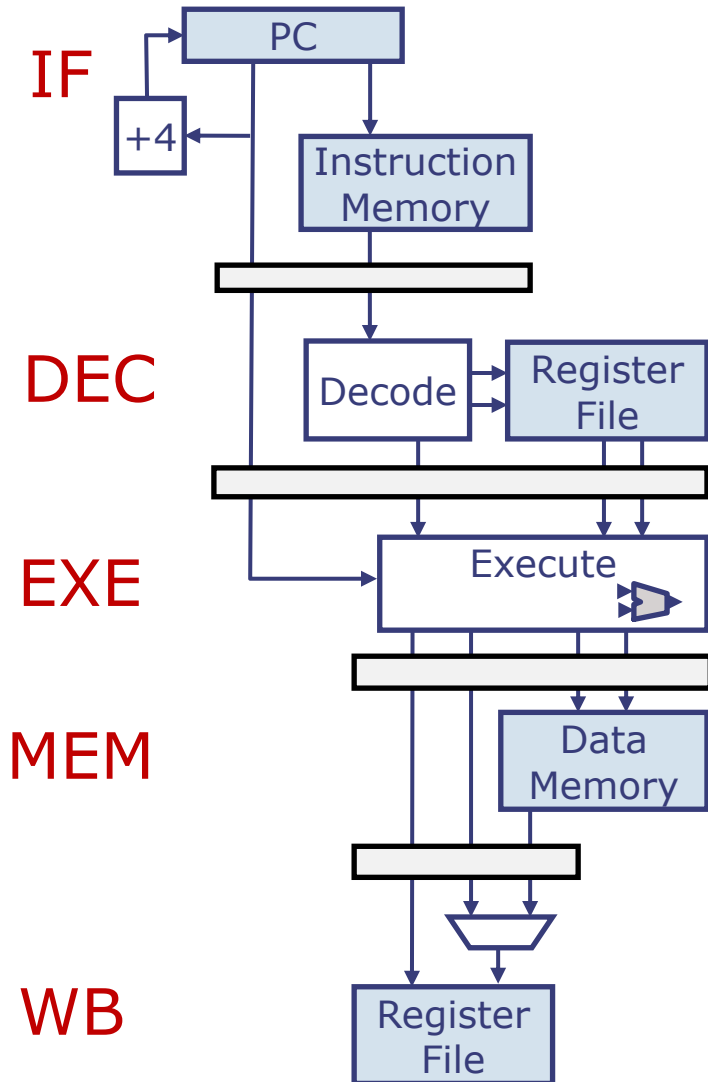 IF
PC
+4
Instruction
Memory
DEC
Decode
Register
File
EXE
Execute
MEM
Data
Memory
WB
Register
File